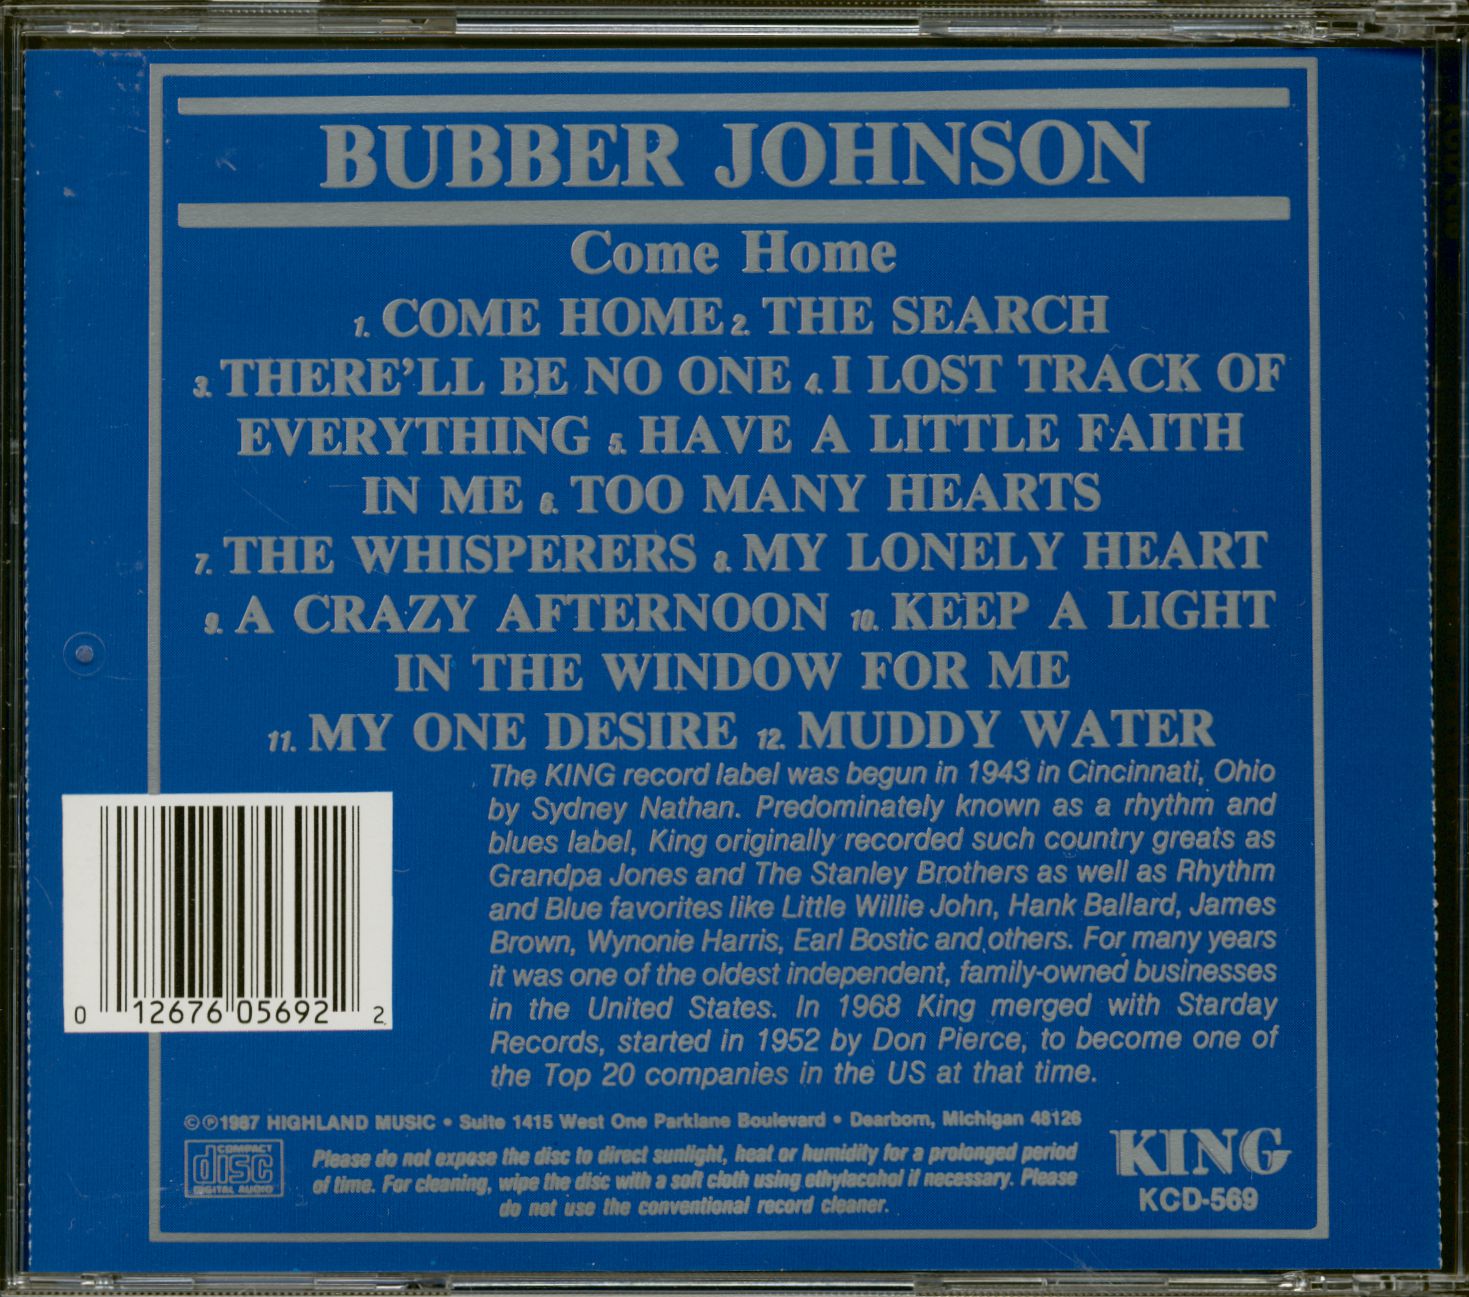 BUBBER JOHNSON
Come Home
1. COME HOME 2. THE SEARCH
3. THERE'LL BE NO ONE 4. I LOST TRACK OF
EVERYTHING 5. HAVE A LITTLE FAITH
IN ME 6. TOO MANY HEARTS
7. THE WHISPERERS 8. MY LONELY HEART
9. A CRAZY AFTERNOON 10. KEEP A LIGHT
IN THE WINDOW FOR ME
11. MY ONE DESIRE 12. MUDDY WATER
The KING record label was begun in 1943 in Cincinnati, Ohio
by Sydney Nathan. Predominately known as a rhythm and
blues label, King originally recorded such country greats as
Grandpa Jones and The Stanley Brothers as well as Rhythm
and Blue favorites like Little Willie John, Hank Ballard, James
Brown, Wynonie Harris, Earl Bostic and others. For many years
it was one of the oldest independent, family-owned businesses
in the United States. In 1968 King merged with Starday
Records, started in 1952 by Don Pierce, to become one of
the Top 20 companies in the US at that time.
0 12676 05692 2
©℗1987 HIGHLAND MUSIC • Suite 1415 West One Parklane Boulevard • Dearborn, Michigan 48126
COMPACT
disc
DIGITAL AUDIO
Please do not expose the disc to direct sunlight, heat or humidity for a prolonged period
of time. For cleaning, wipe the disc with a soft cloth using ethylacohol if necessary. Please
do not use the conventional record cleaner.
KING
KCD-569